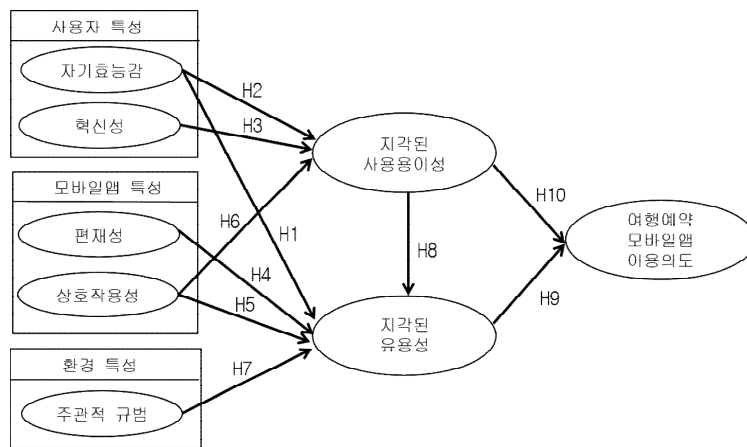 사용자 특성
자기효능감
혁신성
모바일앱 특성
편재성
상호작용성
환경 특성
주관적 규범
H2
H3
H6
H1
H4
H5
H7
지각된
사용용이성
H8
지각된
유용성
H10
H9
여행예약
모바일앱
이용의도